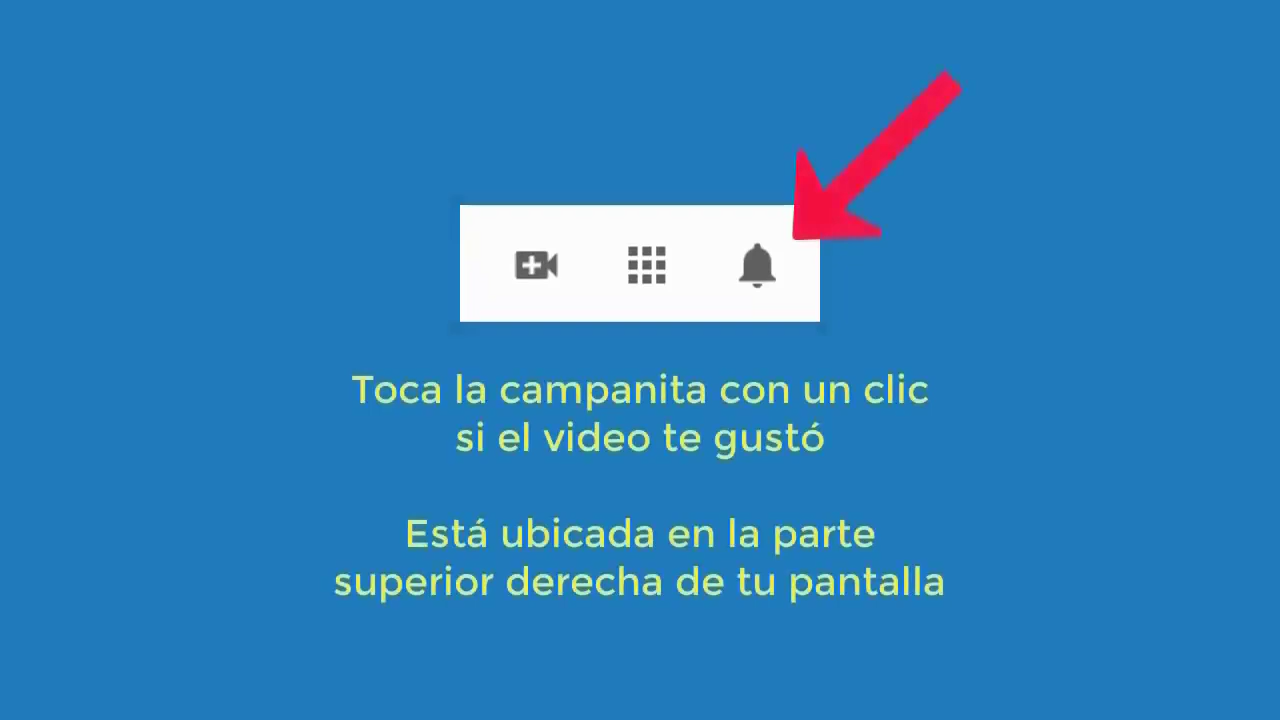 Toca la campanita con un clic
si el video te gustó
Está ubicada en la parte
superior derecha de tu pantalla